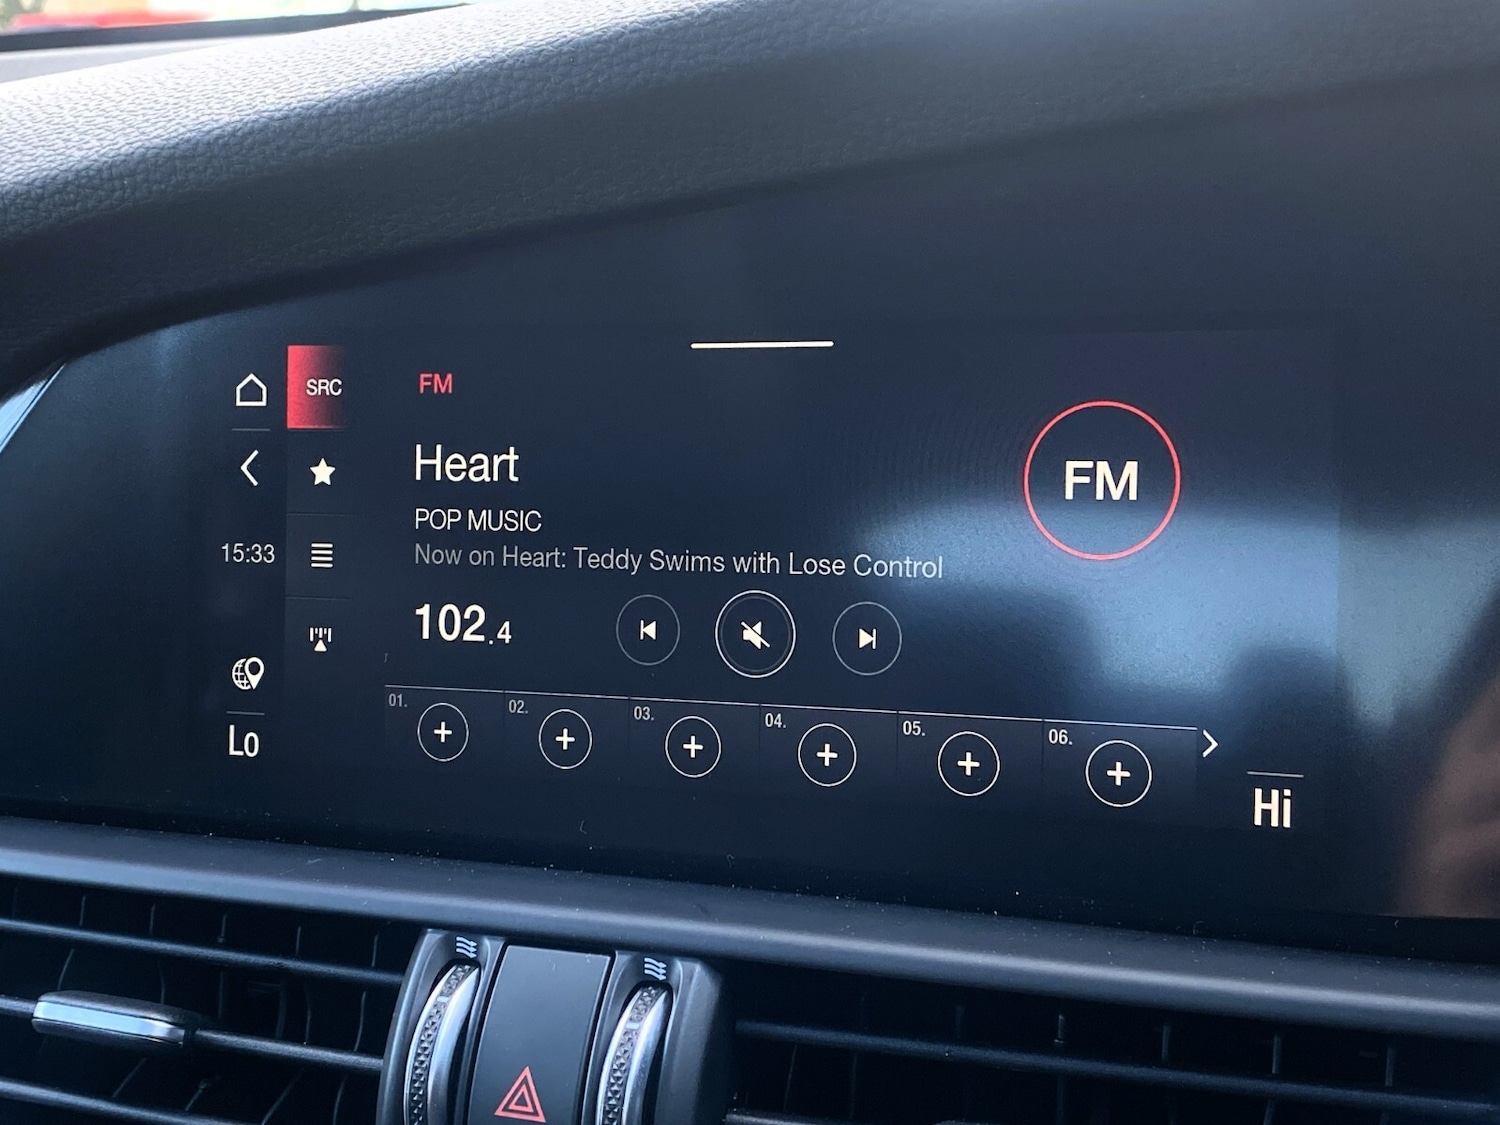 SRC
FM
Heart
FM
POP MUSIC
15:33
Now on Heart: Teddy Swims with Lose Control
102.4
01.
02.
03.
04.
05.
06.
Lo
Hi